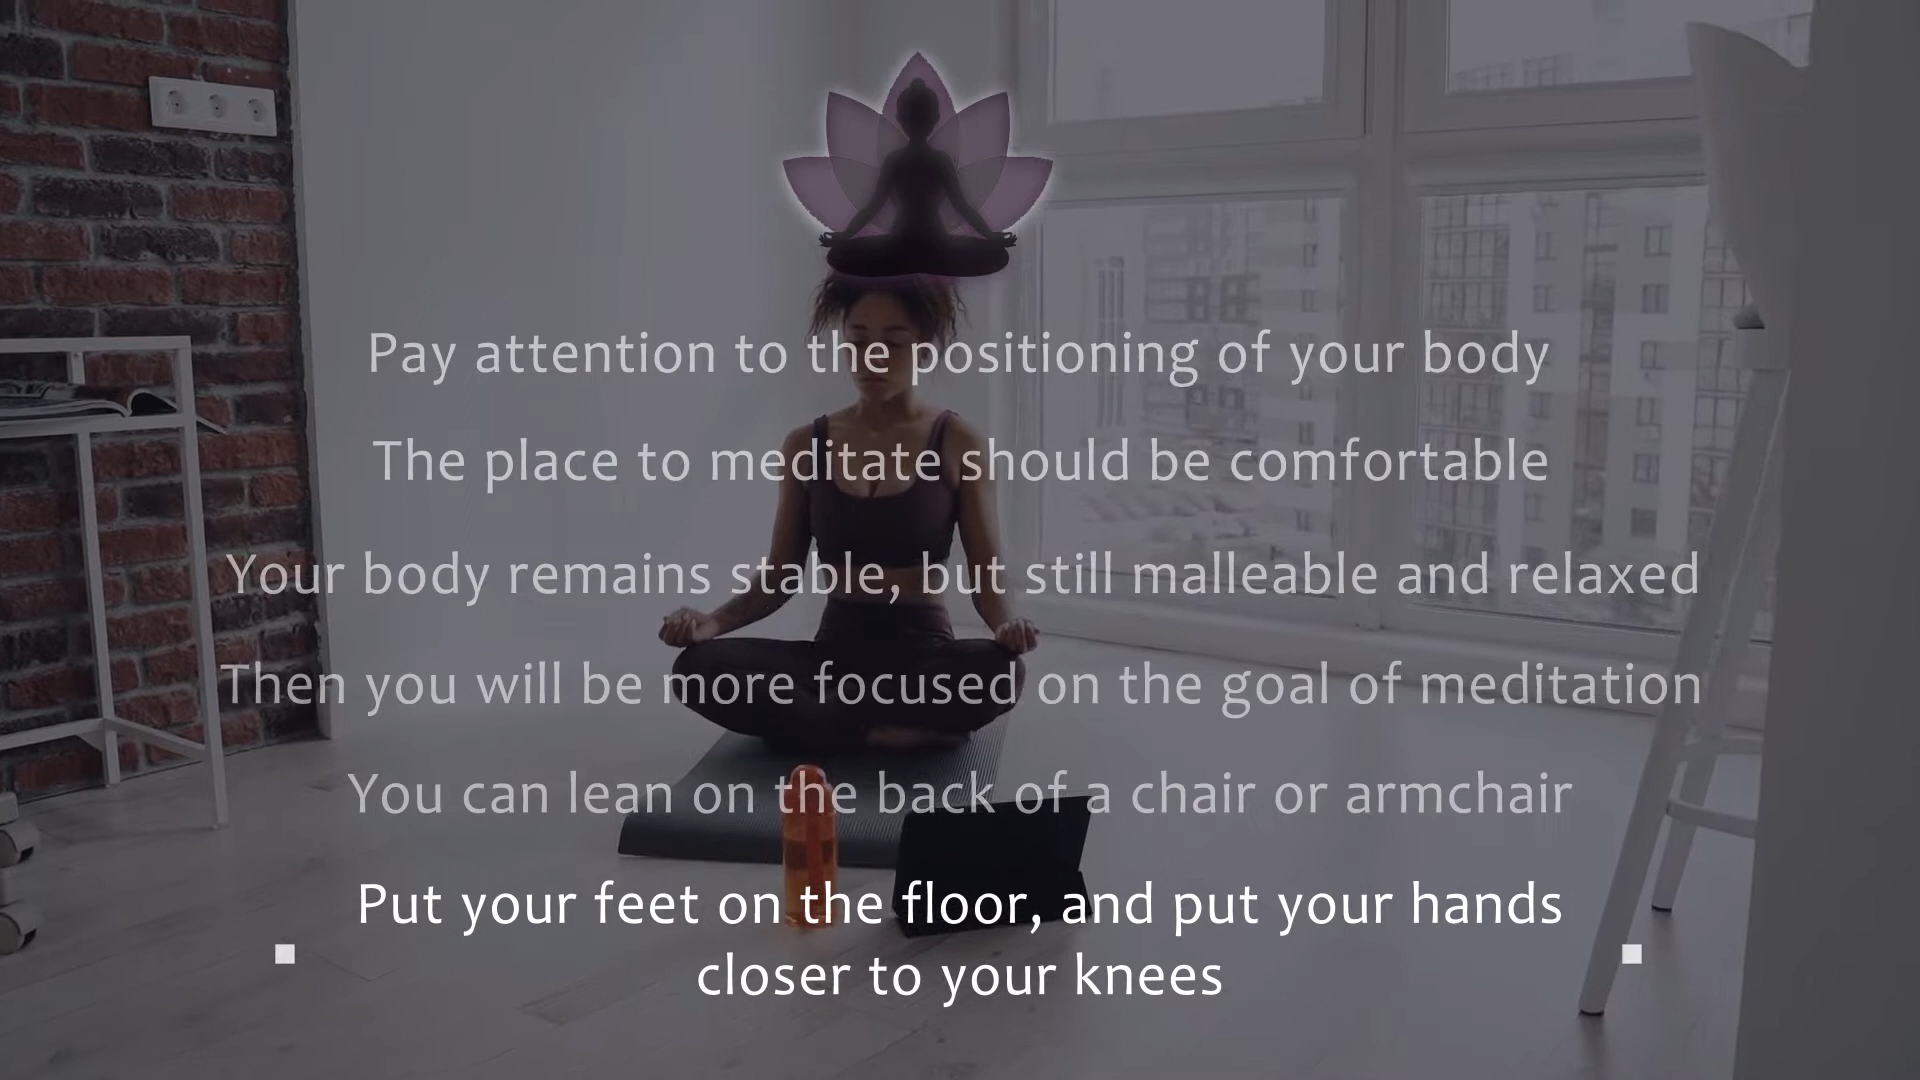 Pay attention to the positioning of your body
The place to meditate should be comfortable
Your body remains stable, but still malleable and relaxed
Then you will be more focused on the goal of meditation
You can lean on the back of a chair or armchair
Put your feet on the floor, and put your hands
closer to your knees